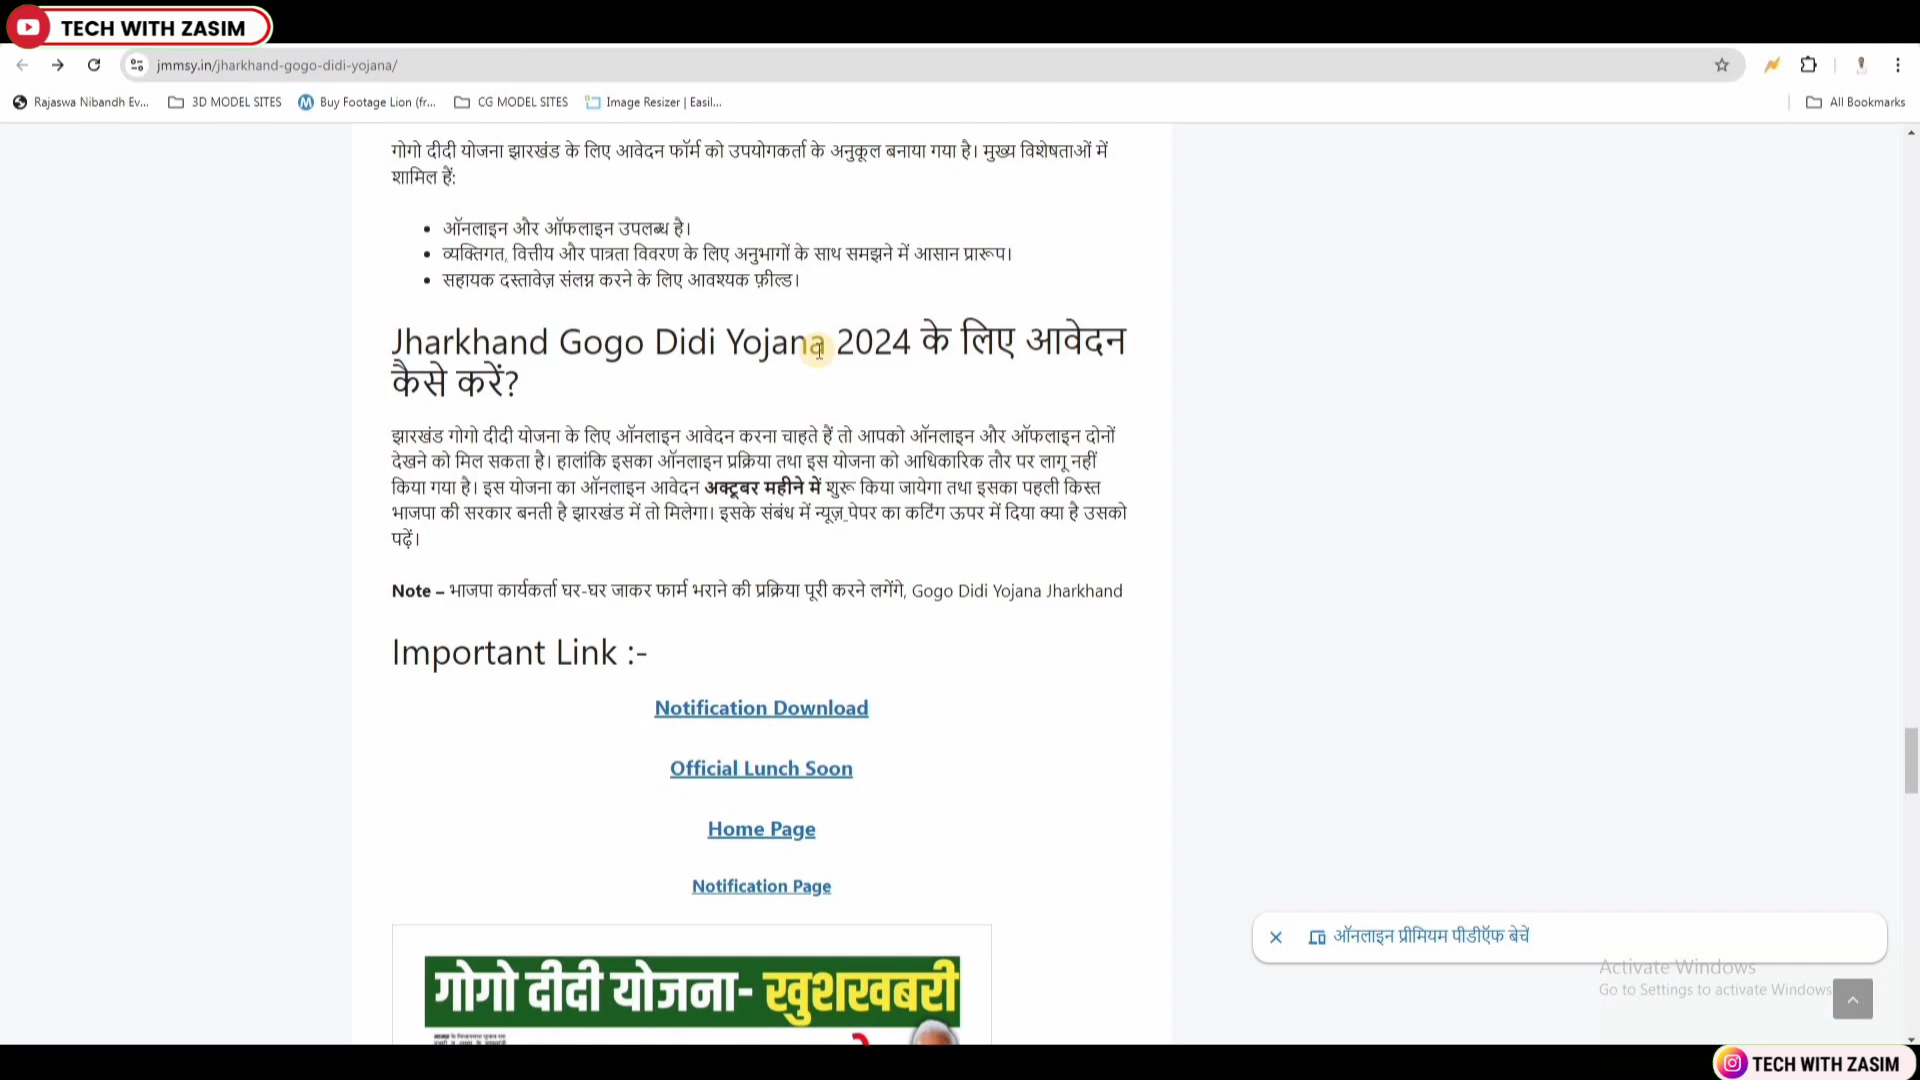 TECH WITH ZASIM
jmmsy.in/jharkhand-gogo-didi-yojana/
Rajaswa Nibandh Ev...
3D MODEL SITES
Buy Footage Lion (fr...
CG MODEL SITES
Image Resizer | Easil...
All Bookmarks
गोगो दीदी योजना झारखंड के लिए आवेदन फॉर्म को उपयोगकर्ता के अनुकूल बनाया गया है। मुख्य विशेषताओं में
शामिल हैं:
ऑनलाइन और ऑफलाइन उपलब्ध है।
व्यक्तिगत, वित्तीय और पात्रता विवरण के लिए अनुभागों के साथ समझने में आसान प्रारूप।
सहायक दस्तावेज़ संलग्न करने के लिए आवश्यक फ़ील्ड।
Jharkhand Gogo Didi Yojana 2024 के लिए आवेदन
कैसे करें?
झारखंड गोगो दीदी योजना के लिए ऑनलाइन आवेदन करना चाहते हैं तो आपको ऑनलाइन और ऑफलाइन दोनों
देखने को मिल सकता है। हालांकि इसका ऑनलाइन प्रक्रिया तथा इस योजना को आधिकारिक तौर पर लागू नहीं
किया गया है। इस योजना का ऑनलाइन आवेदन अक्टूबर महीने में शुरू किया जायेगा तथा इसका पहली किस्त
भाजपा की सरकार बनती है झारखंड में तो मिलेगा। इसके संबंध में न्यूज़_पेपर का कटिंग ऊपर में दिया क्या है उसको
पढ़ें।
Note – भाजपा कार्यकर्ता घर-घर जाकर फार्म भराने की प्रक्रिया पूरी करने लगेंगे, Gogo Didi Yojana Jharkhand
Important Link :-
Notification Download
Official Lunch Soon
Home Page
Notification Page
गोगो दीदी योजना- खुशखबरी
ऑनलाइन प्रीमियम पीडीऍफ़ बेचें
Activate Windows
Go to Settings to activate Windows
TECH WITH ZASIM